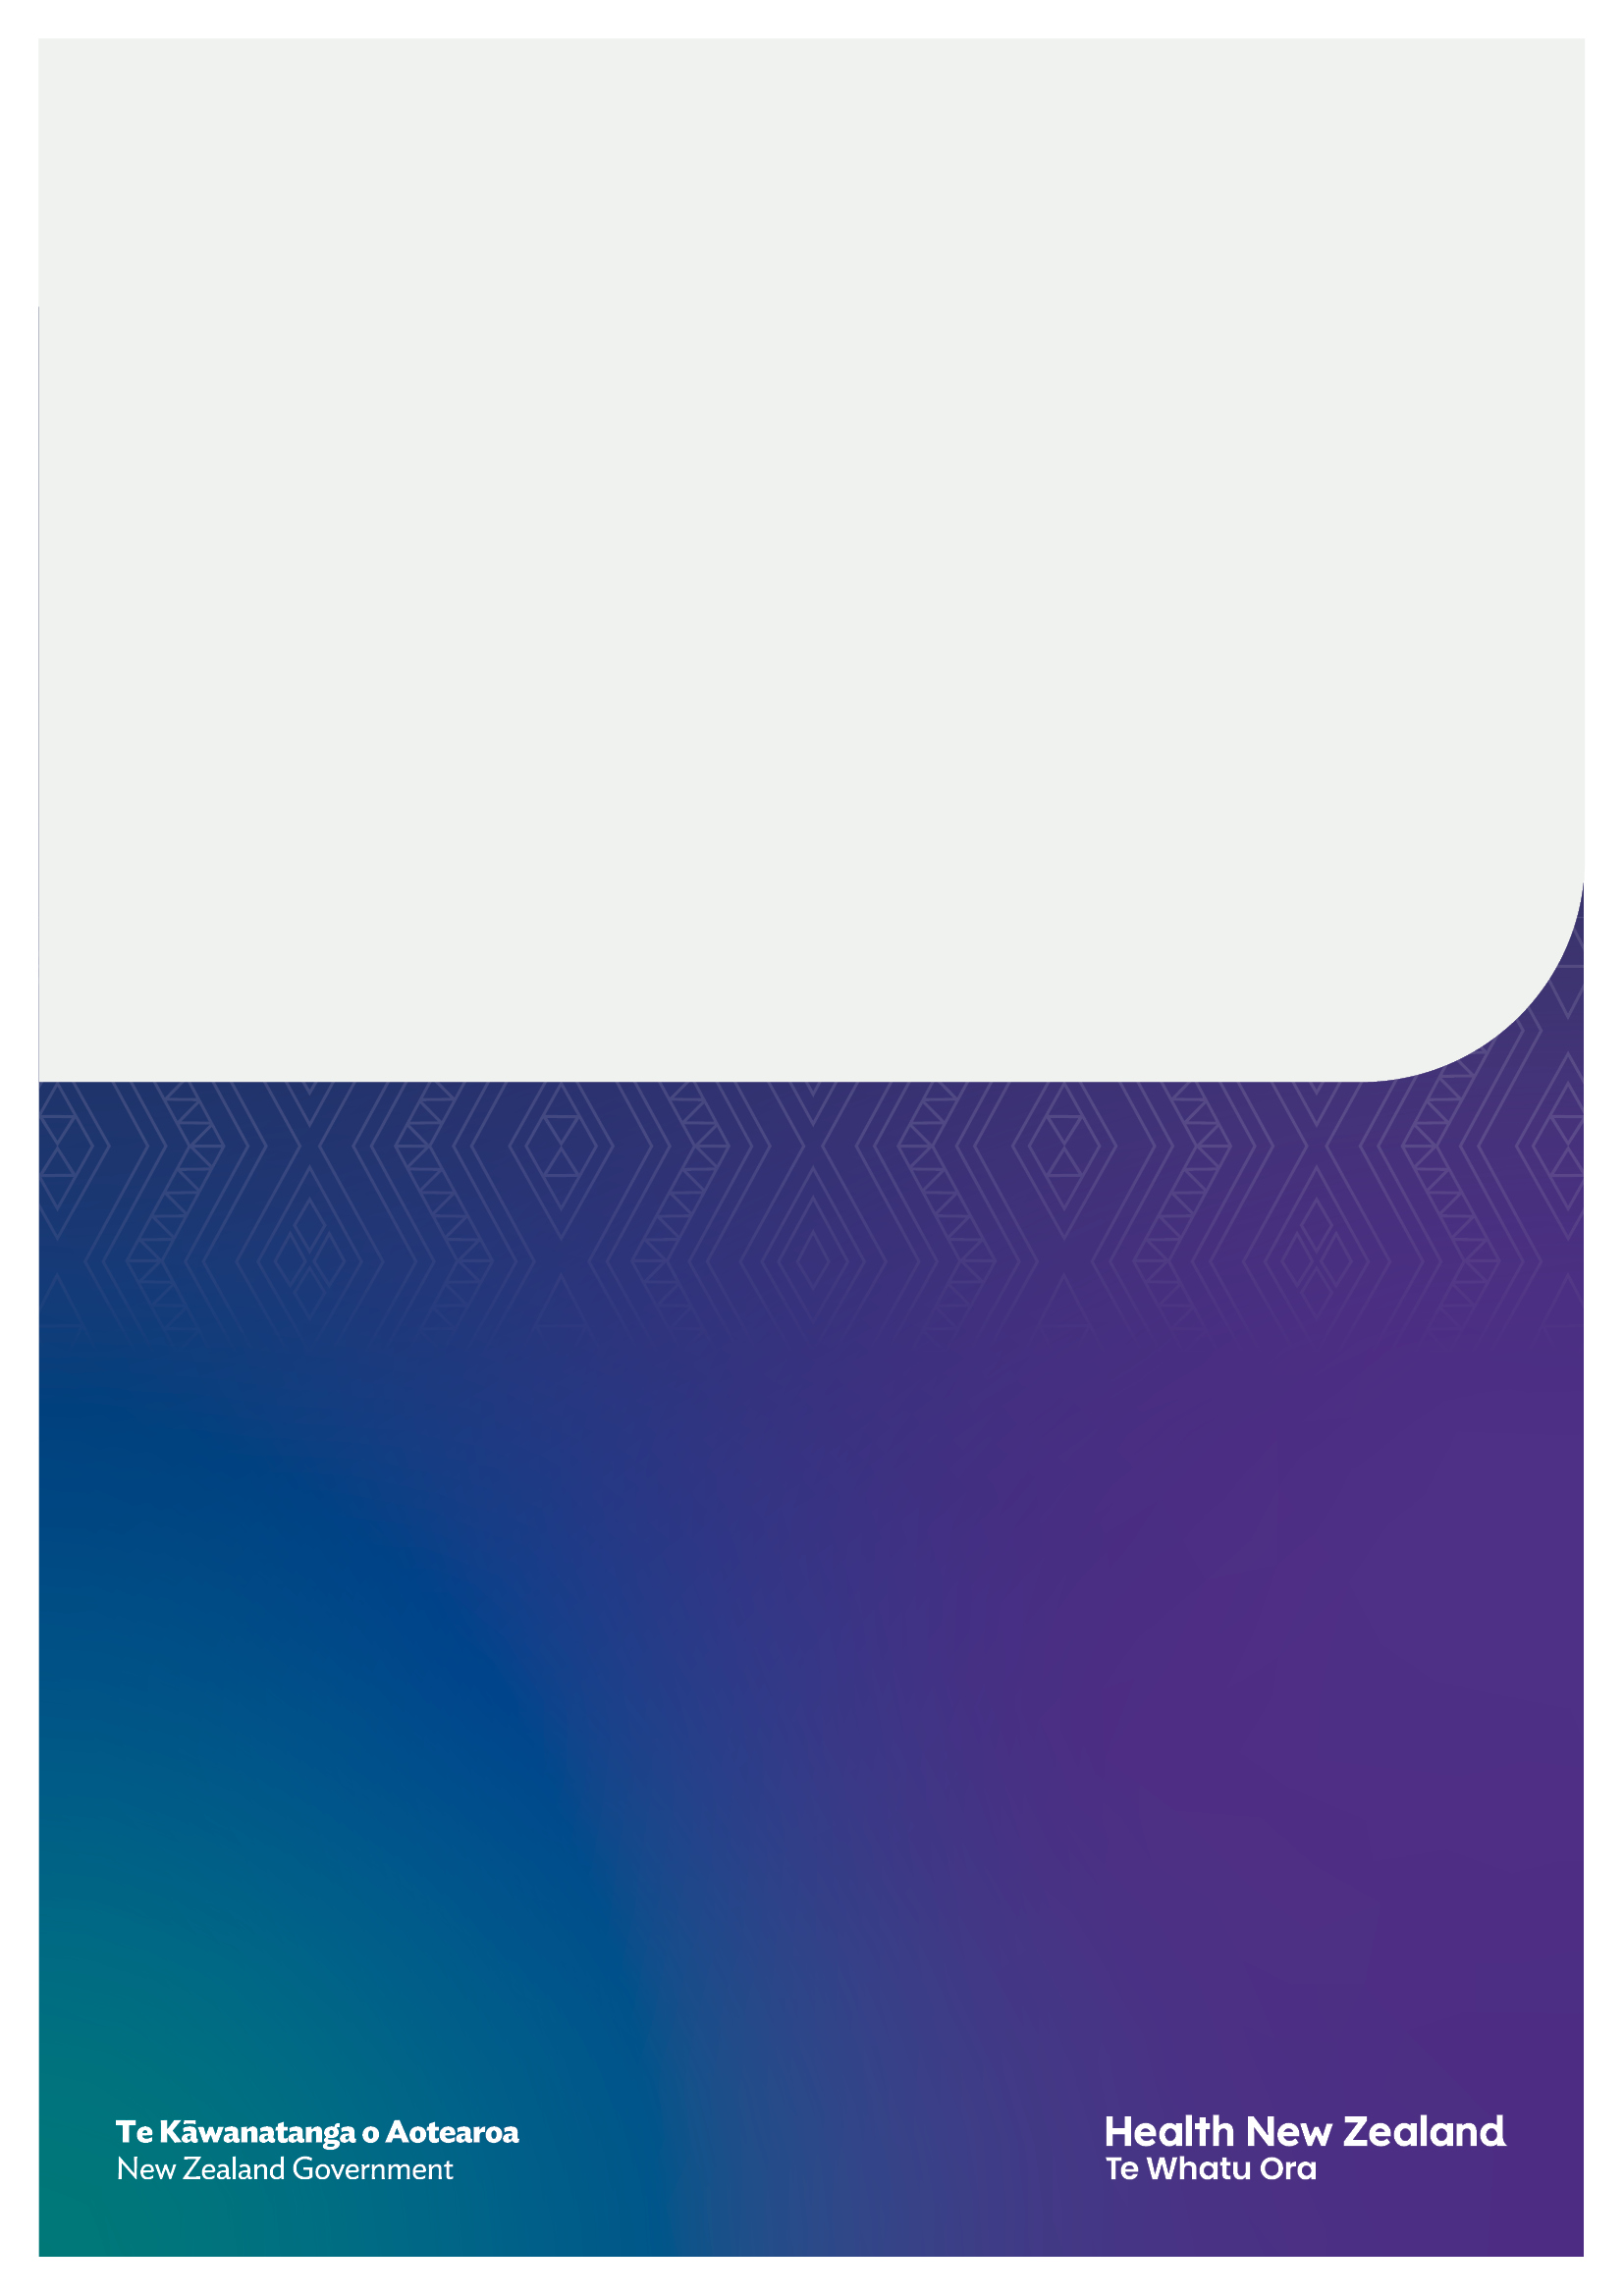 Te Kāwanatanga o Aotearoa
New Zealand Government
Health New Zealand
Te Whatu Ora